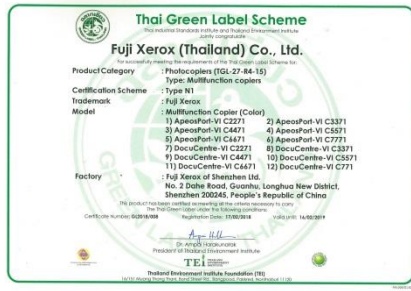 Thai Green Label Scheme
Thai Industrial Standards Institute and Thailand Environment Institute
Jointly congratulate
Fuji Xerox (Thailand) Co., Ltd.
For successfully meeting the requirements of the Thai Green Label Scheme for:
Product Category : Photocopiers (TGL-27-R4-15)
Type: Multifunction copiers
Certification Scheme : Type N1
Trademark : Fuji Xerox
Model : Multifunction Copier (Color)
1) ApeosPort-VI C2271 2) ApeosPort-VI C3371
3) ApeosPort-VI C4471 4) ApeosPort-VI C5571
5) ApeosPort-VI C6671 6) ApeosPort-VI C7771
7) DocuCentre-VI C2271 8) DocuCentre-VI C3371
9) DocuCentre-VI C4471 10) DocuCentre-VI C5571
11) DocuCentre-VI C6671 12) DocuCentre-VI C771
Factory : Fuji Xerox of Shenzhen Ltd.
No. 2 Dahe Road, Guanhu, Longhua New District,
Shenzhen 200245, People's Republic of China
This product has been certified as meeting all the criteria necessary to carry
The Thai Green Label under the following conditions:
Certificate Number: GL2018/008 Registration Date: 17/02/2018 Valid Until: 16/02/2019
President of Thailand Environment Institute
TEi
Thailand Environment Institute Foundation (TEI)